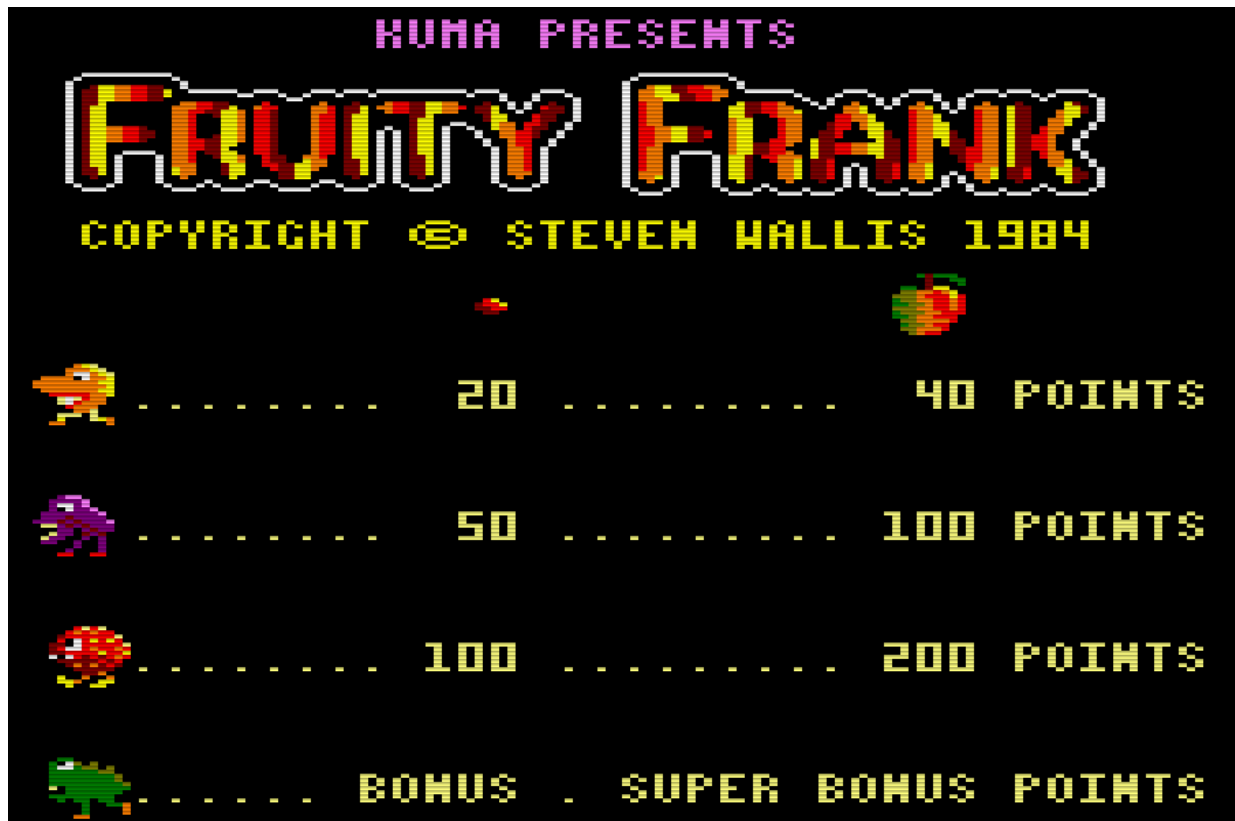 KUMA PRESENTS
FRUITY FRANK
COPYRIGHT © STEVEN WALLIS 1984
........ 20 ......... 40 POINTS
........ 50 ......... 100 POINTS
........ 100 ......... 200 POINTS
...... BONUS . SUPER BONUS POINTS